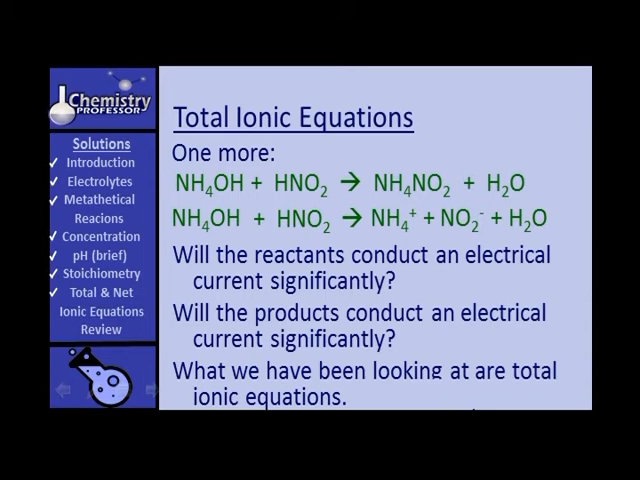 Chemistry
PROFESSOR
Solutions
Introduction
Electrolytes
Metathetical
Reacions
Concentration
pH (brief)
Stoichiometry
Total & Net
Ionic Equations
Review
Total Ionic Equations
One more:
NH₄OH + HNO₂ → NH₄NO₂ + H₂O
NH₄OH + HNO₂ → NH₄⁺ + NO₂⁻ + H₂O
Will the reactants conduct an electrical
current significantly?
Will the products conduct an electrical
current significantly?
What we have been looking at are total
ionic equations.